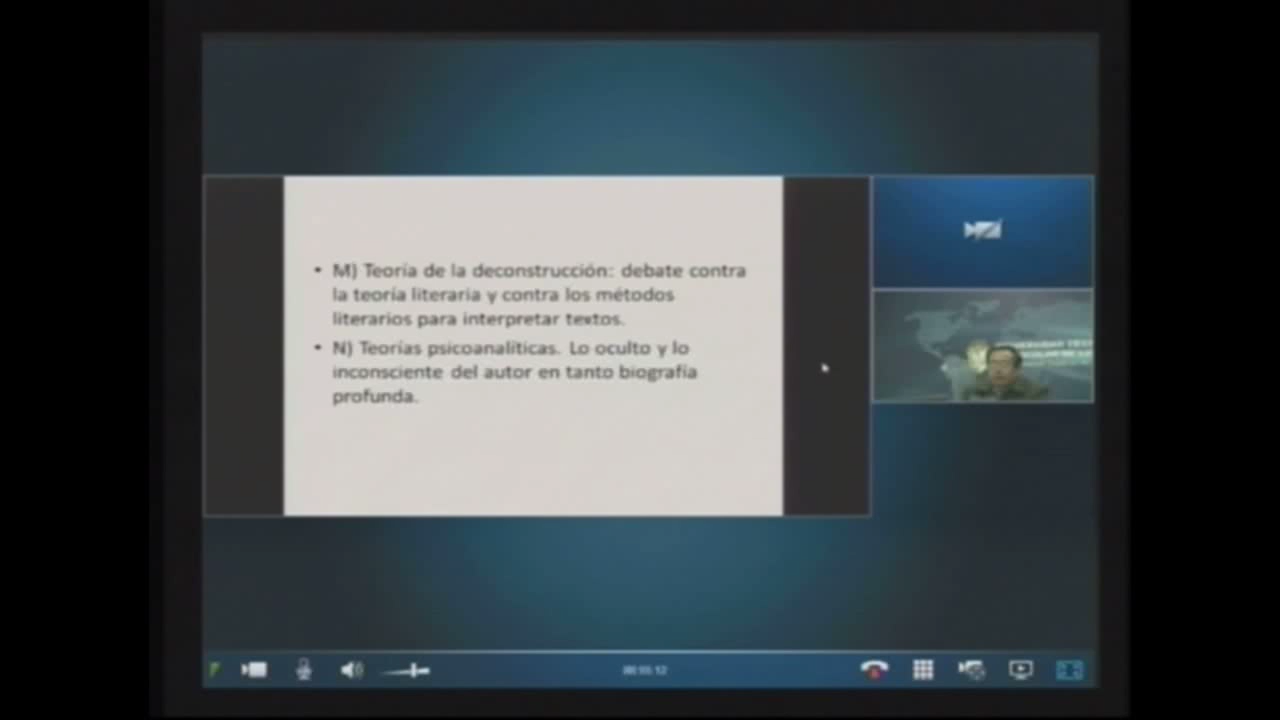 • M) Teoría de la deconstrucción: debate contra
la teoría literaria y contra los métodos
literarios para interpretar textos.
• N) Teorías psicoanalíticas. Lo oculto y lo
inconsciente del autor en tanto biografía
profunda.